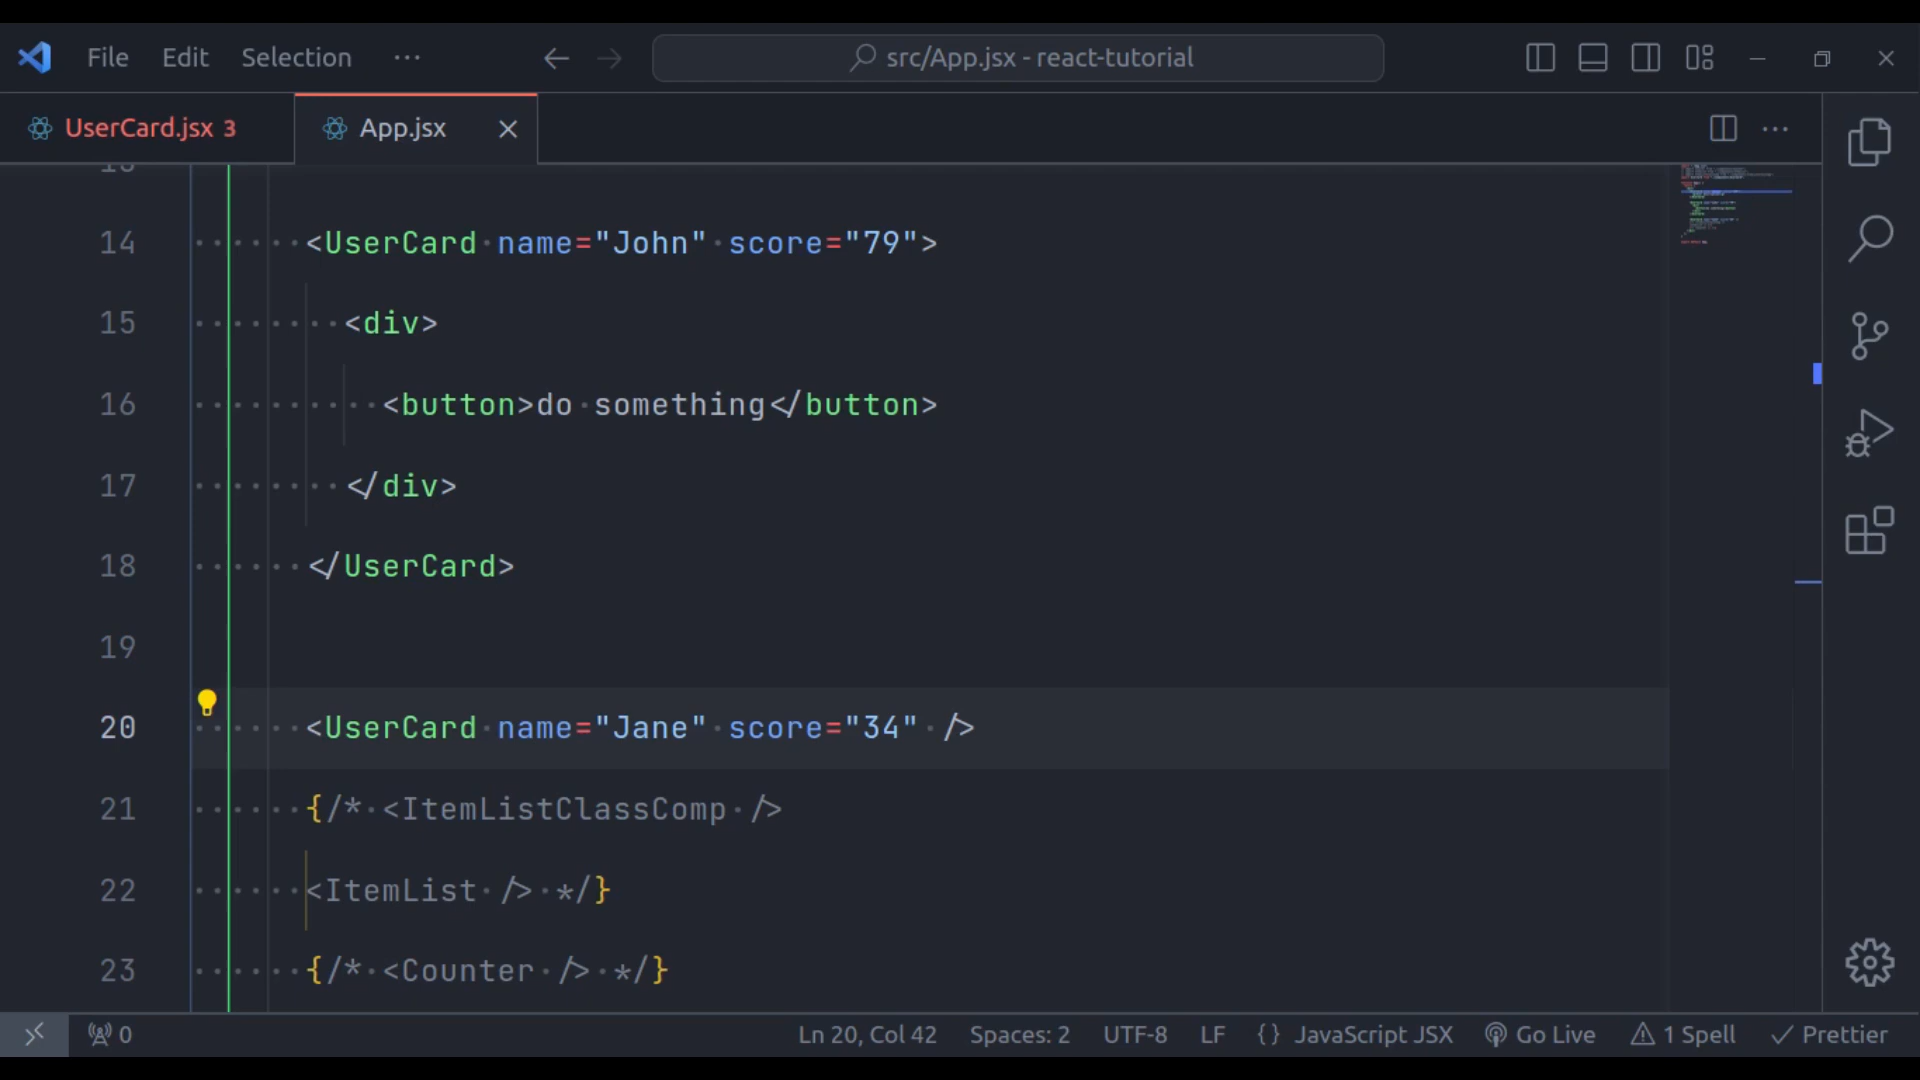 File Edit Selection ···
src/App.jsx - react-tutorial
UserCard.jsx 3
App.jsx
14 <UserCard name="John" score="79">
15 <div>
16 <button>do something</button>
17 </div>
18 </UserCard>
19
20 <UserCard name="Jane" score="34" />
21 {/* <ItemListClassComp />
22 <ItemList /> */}
23 {/* <Counter /> */}
0 Ln 20, Col 42 Spaces: 2 UTF-8 LF {} JavaScript JSX Go Live 1 Spell Prettier